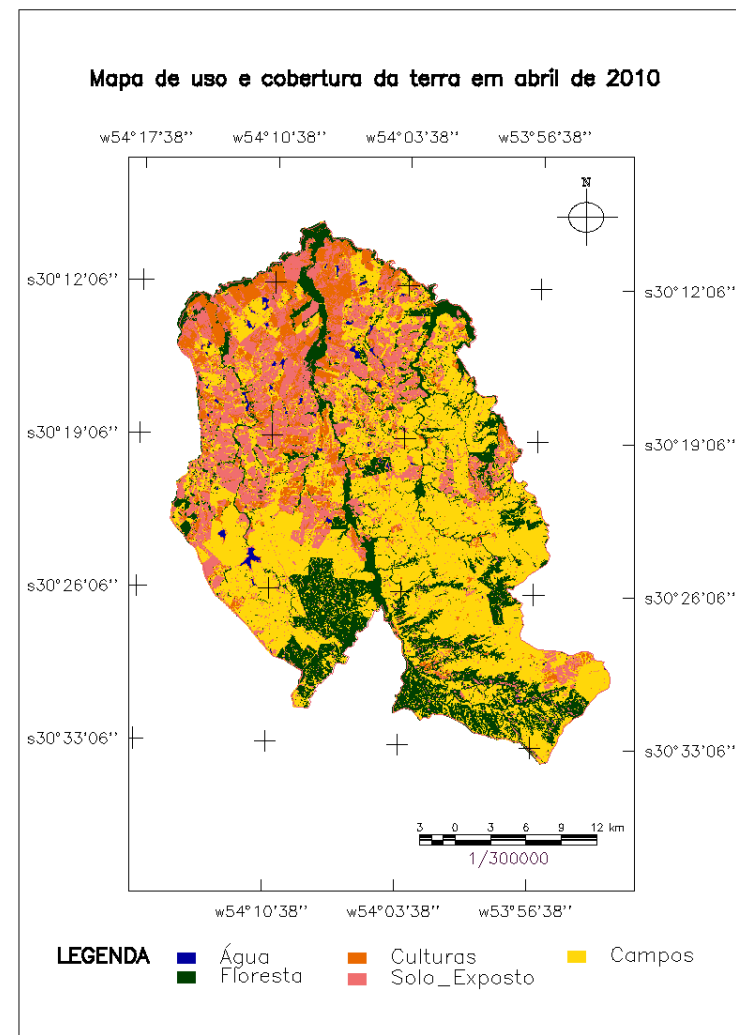 Mapa de uso e cobertura da terra em abril de 2010
w54°17'38'' w54°10'38'' w54°03'38'' w53°56'38''
N
s30°12'06'' s30°12'06''
s30°19'06'' s30°19'06''
s30°26'06'' s30°26'06''
s30°33'06'' s30°33'06''
3 0 3 6 9 12 km
1/300000
w54°10'38'' w54°03'38'' w53°56'38''
LEGENDA Água Culturas Campos
Floresta Solo_Exposto